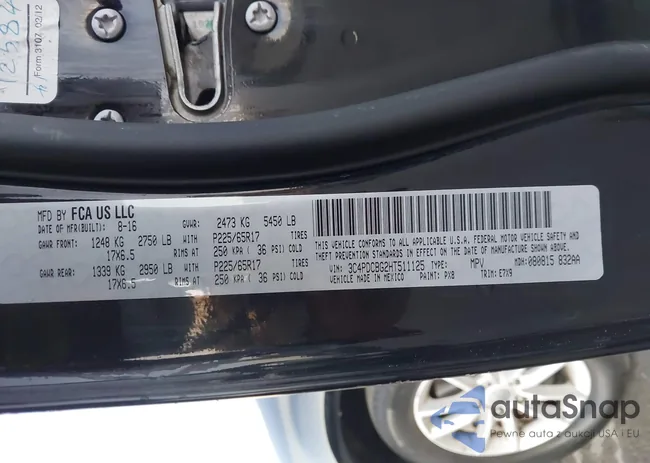 12584
Form 3107 02/12
MFD BY FCA US LLC
DATE OF MFR(BUILT): 8-16 GVWR: 2473 KG 5450 LB
GAWR FRONT: 1248 KG 2750 LB WITH P225/65R17 TIRES
17X6.5 RIMS AT 250 KPA ( 36 PSI) COLD
GAWR REAR: 1339 KG 2950 LB WITH P225/65R17 TIRES
17X6.5 RIMS AT 250 KPA ( 36 PSI) COLD
THIS VEHICLE CONFORMS TO ALL APPLICABLE U.S.A. FEDERAL MOTOR VEHICLE SAFETY
AND THEFT PREVENTION STANDARDS IN EFFECT ON THE DATE OF MANUFACTURE SHOWN ABOVE.
VIN: 3C4PDCBG2HT511125 TYPE: MPV MDH: 080815 832AA
VEHICLE MADE IN MEXICO PAINT: PX8 TRIM: E7X9
autaSnap
Pewne auta z aukcji USA i EU